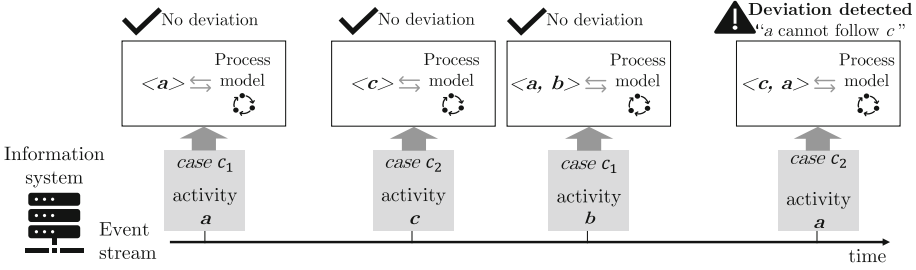 No deviation
Process
<a> ⇆ model
case c₁
activity
a
No deviation
Process
<c> ⇆ model
case c₂
activity
c
No deviation
Process
<a, b> ⇆ model
case c₁
activity
b
Deviation detected
“a cannot follow c”
Process
<c, a> ⇆ model
case c₂
activity
a
Information
system
Event
stream
time